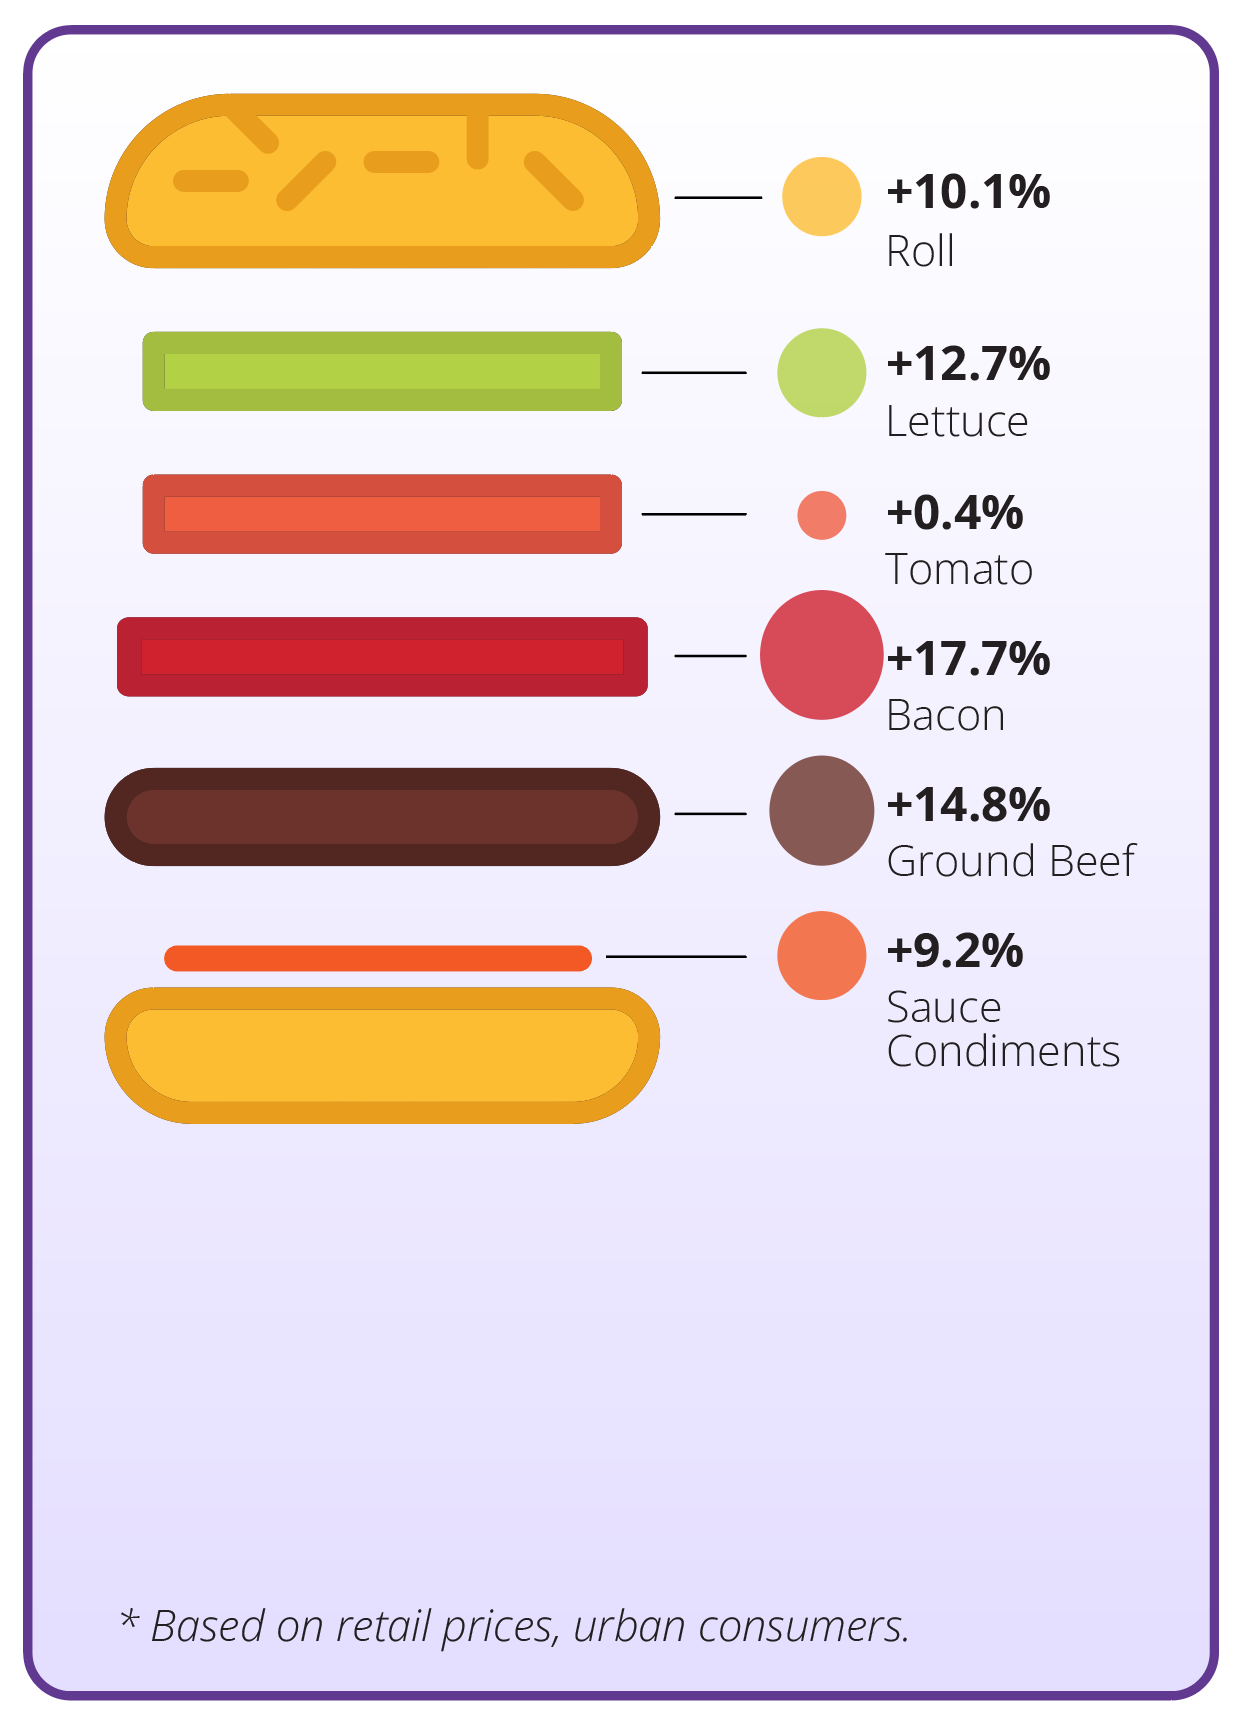 +10.1%
Roll
+12.7%
Lettuce
+0.4%
Tomato
+17.7%
Bacon
+14.8%
Ground Beef
+9.2%
Sauce
Condiments
* Based on retail prices, urban consumers.